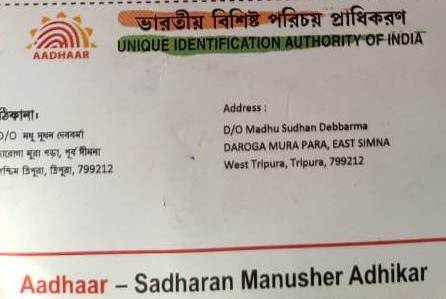 ভারতীয় বিশিষ্ট পরিচয় প্রাধিকরণ
UNIQUE IDENTIFICATION AUTHORITY OF INDIA
AADHAAR
ঠিকানা:
D/O মধু সুদন দেববর্মা
মুরা পড়া, পূর্ব সীমনা
পশ্চিম ত্রিপুরা, ত্রিপুরা, 799212
Address :
D/O Madhu Sudhan Debbarma
DAROGA MURA PARA, EAST SIMNA
West Tripura, Tripura, 799212
Aadhaar – Sadharan Manusher Adhikar